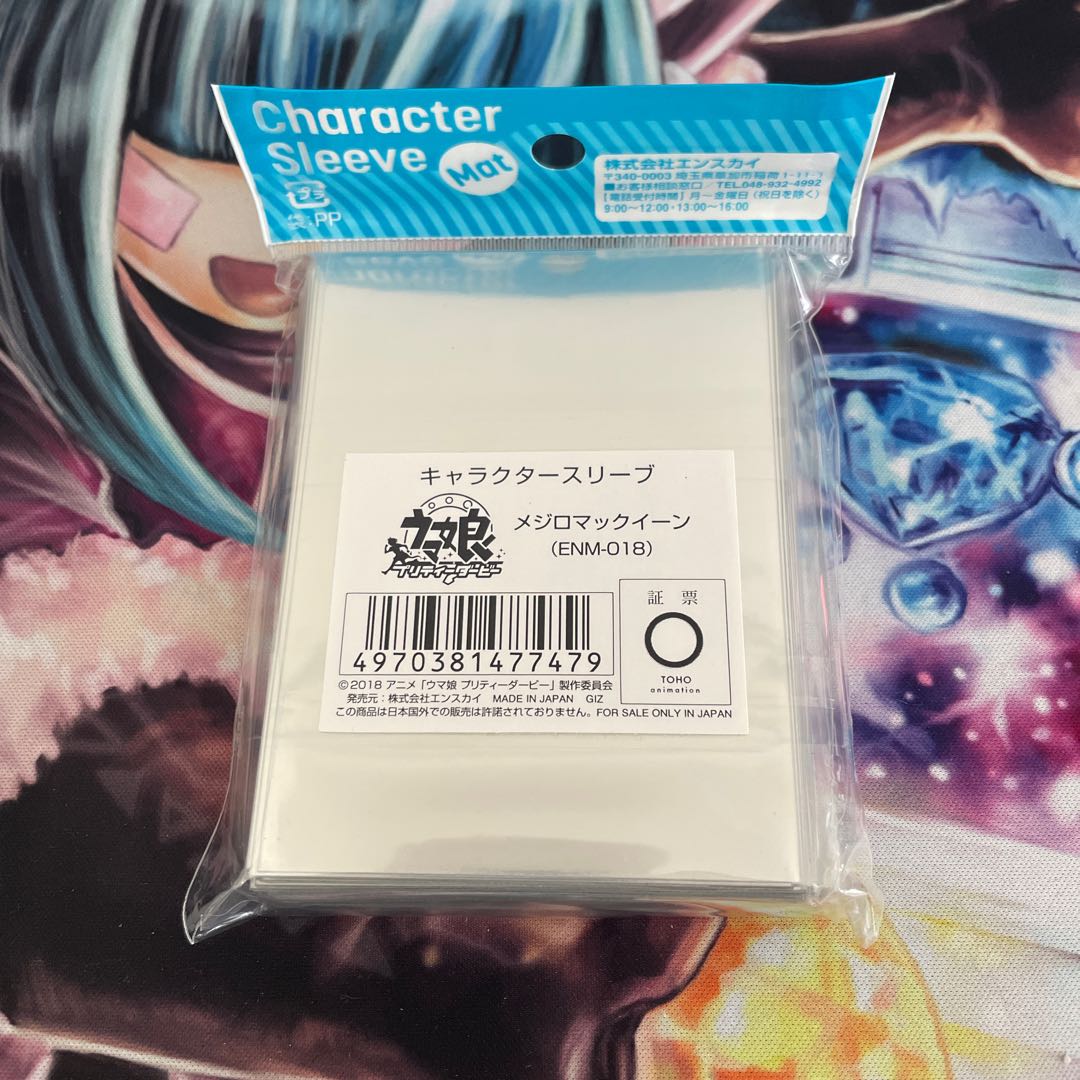 Character
Sleeve Mat
プラ
袋:PP
株式会社エンスカイ
〒340-0003 埼玉県草加市稲荷1-11-3
■お客様相談窓口/TEL.048-932-4992
【電話受付時間】月〜金曜日(祝日を除く)
9:00〜12:00・13:00〜16:00
キャラクタースリーブ
ウマ娘
プリティーダービー
メジロマックイーン
(ENM-018)
証票
TOHO
animation
4970381477479
©2018 アニメ「ウマ娘 プリティーダービー」製作委員会
発売元:株式会社エンスカイ MADE IN JAPAN GIZ
この商品は日本国外での販売は許諾されておりません。FOR SALE ONLY IN JAPAN